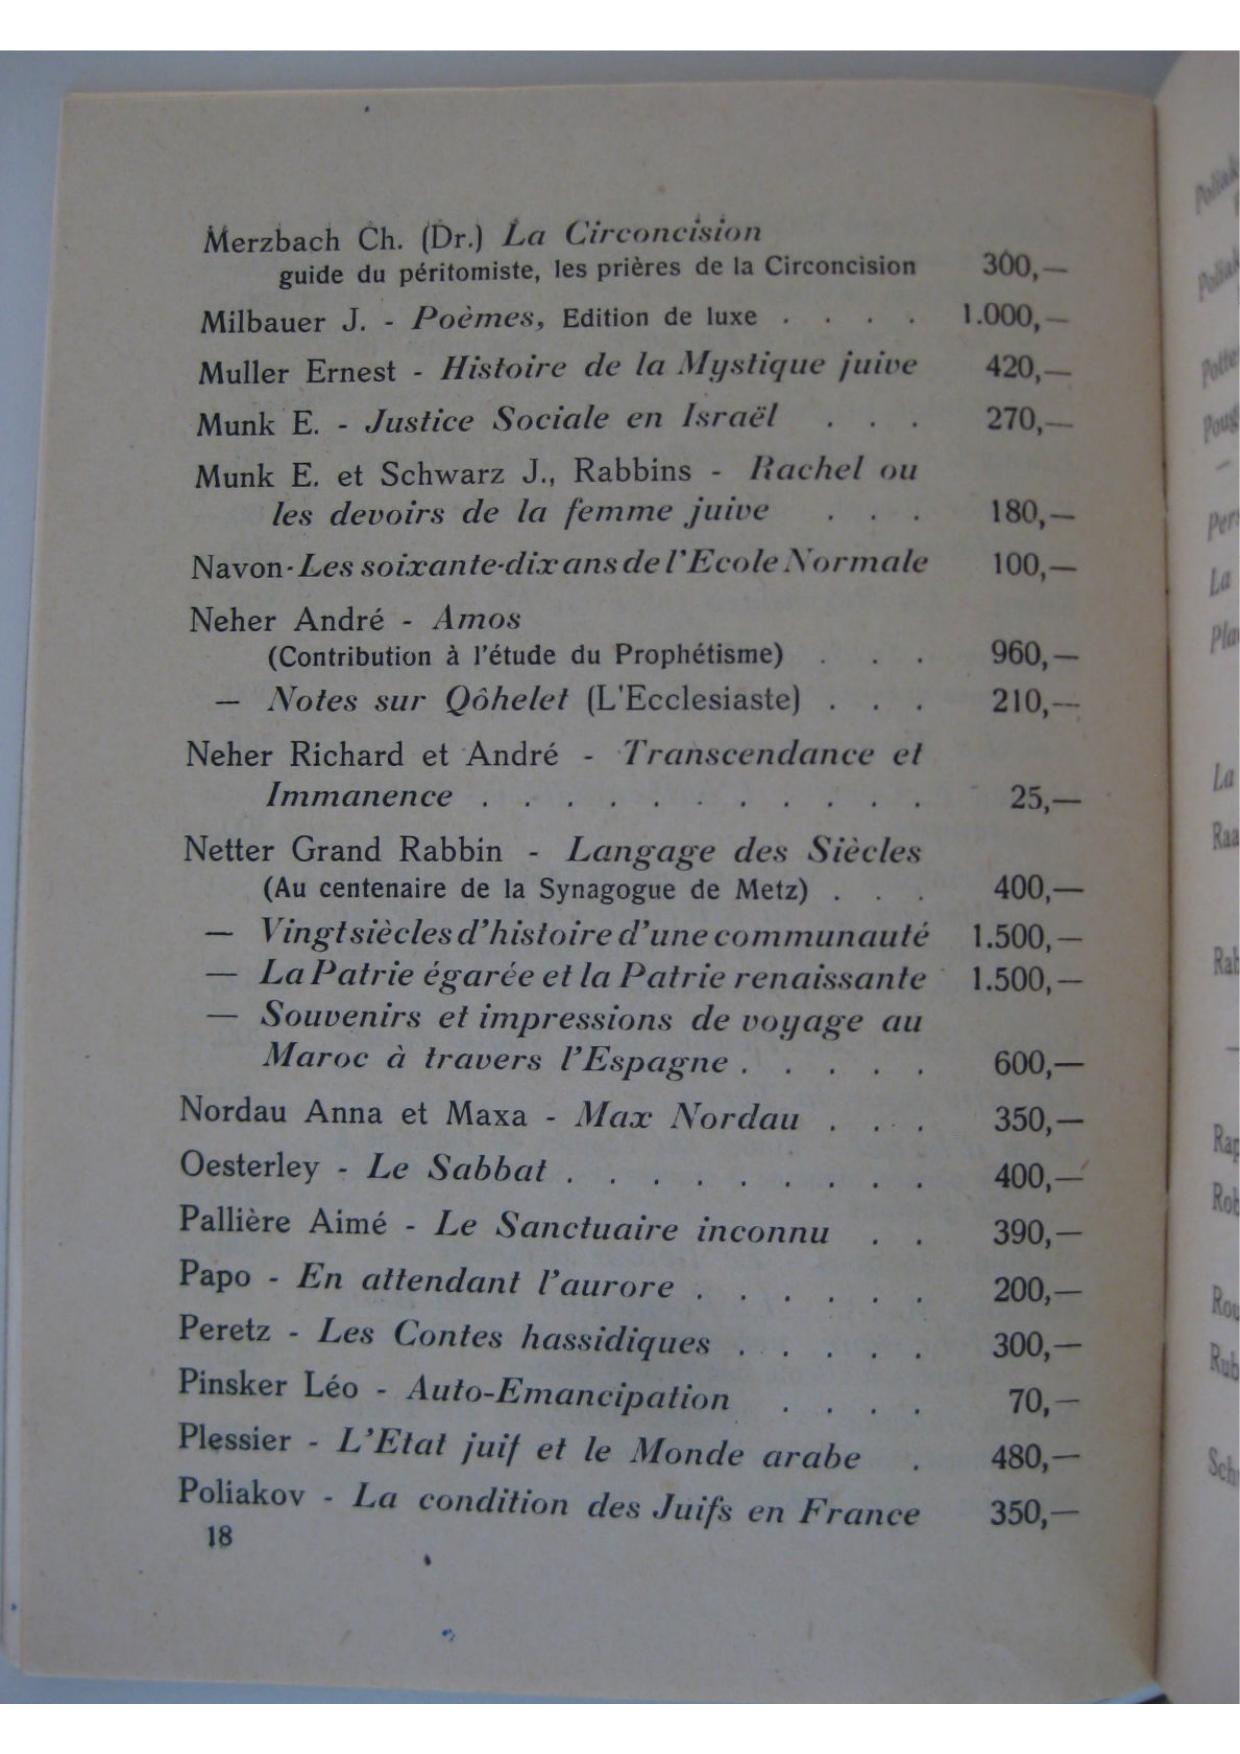 Merzbach Ch. (Dr.) La Circoncision
guide du péritomiste, les prières de la Circoncision 300,—
Milbauer J. - Poèmes, Edition de luxe . . . . 1.000,—
Muller Ernest - Histoire de la Mystique juive 420,—
Munk E. - Justice Sociale en Israël . . . 270,—
Munk E. et Schwarz J., Rabbins - Rachel ou
les devoirs de la femme juive . . . 180,—
Navon - Les soixante-dix ans de l'Ecole Normale 100,—
Neher André - Amos
(Contribution à l'étude du Prophétisme) . . . 960,—
— Notes sur Qôhelet (L'Ecclesiaste) . . . 210,—
Neher Richard et André - Transcendance et
Immanence . . . . . . . . . . . 25,—
Netter Grand Rabbin - Langage des Siècles
(Au centenaire de la Synagogue de Metz) . . . 400,—
— Vingt siècles d'histoire d'une communauté 1.500,—
— La Patrie égarée et la Patrie renaissante 1.500,—
— Souvenirs et impressions de voyage au
Maroc à travers l'Espagne . . . . . 600,—
Nordau Anna et Maxa - Max Nordau . . . 350,—
Oesterley - Le Sabbat . . . . . . . . . 400,—
Pallière Aimé - Le Sanctuaire inconnu . . 390,—
Papo - En attendant l'aurore . . . . . . 200,—
Peretz - Les Contes hassidiques . . . . . 300,—
Pinsker Léo - Auto-Emancipation . . . . 70,—
Plessier - L'Etat juif et le Monde arabe . 480,—
Poliakov - La condition des Juifs en France 350,—
18
La
La